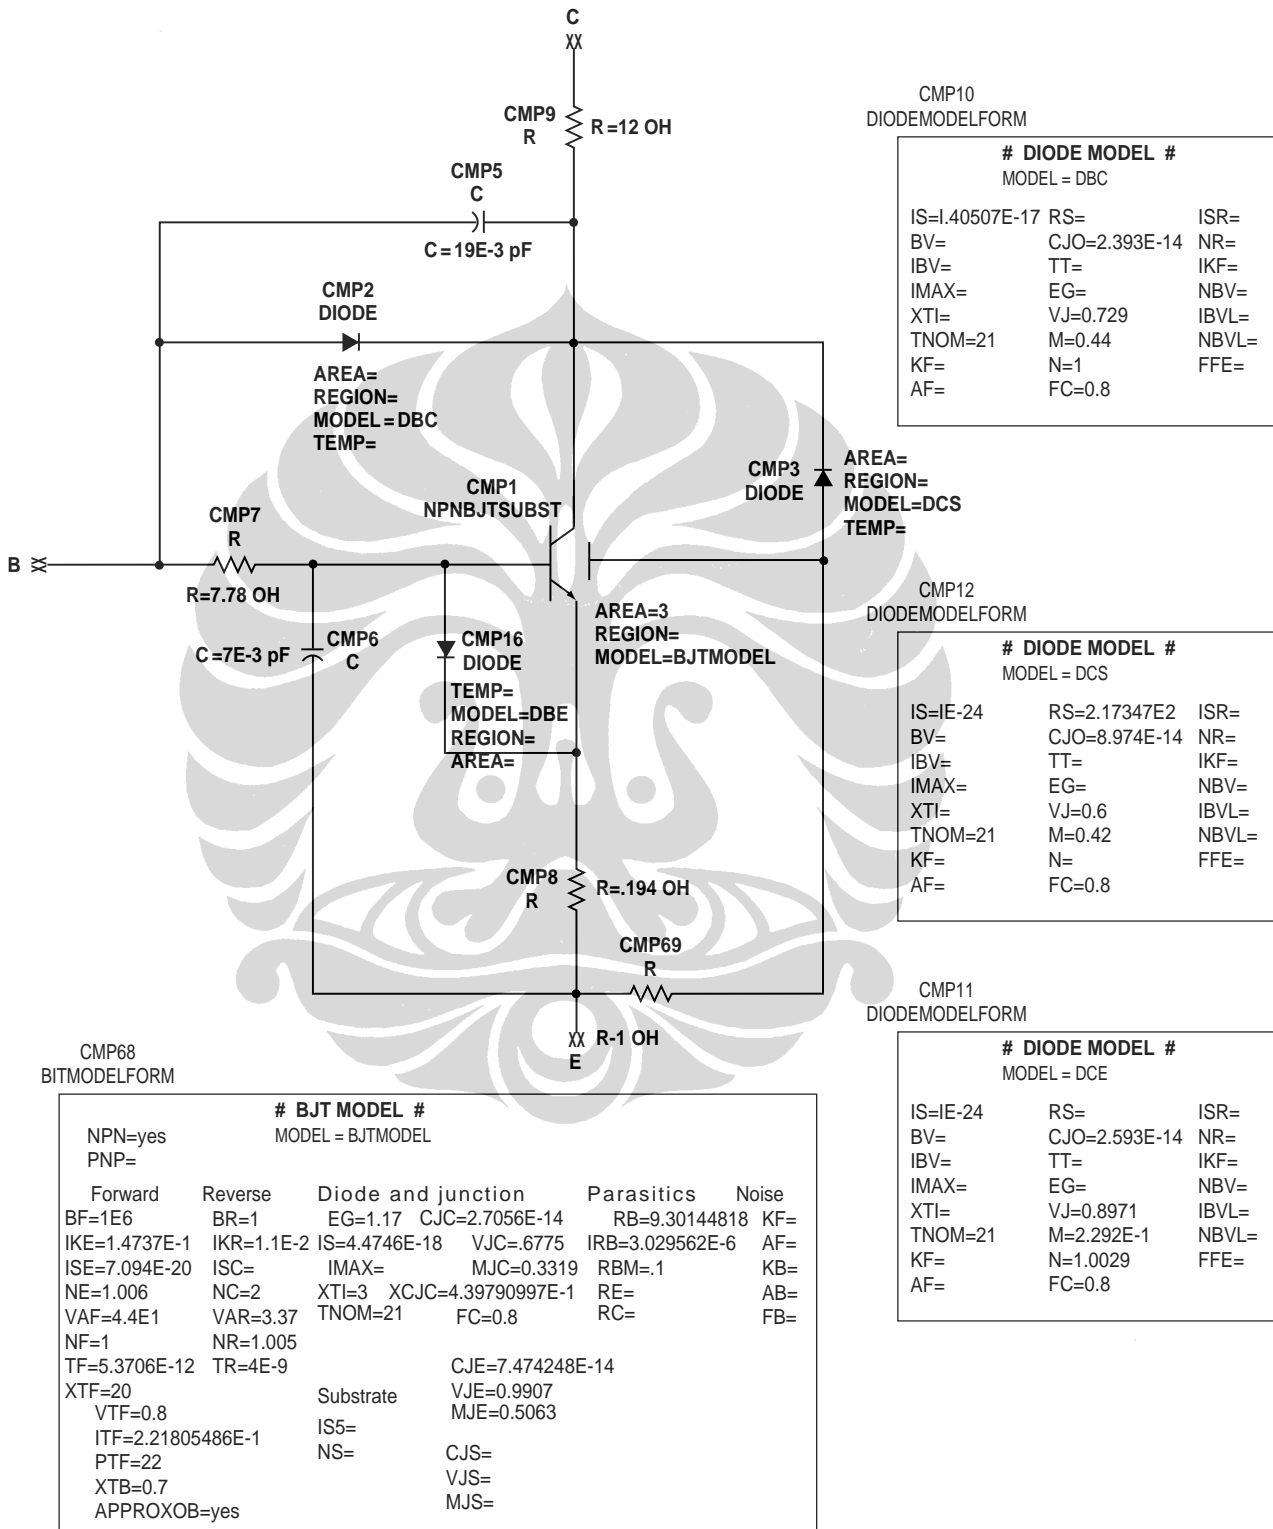 C
XX
CMP9
R
R=12 OH
CMP5
C
C=19E-3 pF
CMP2
DIODE
AREA=
REGION=
MODEL=DBC
TEMP=
CMP1
NPNBJTSUBST
CMP3
DIODE
AREA=
REGION=
MODEL=DCS
TEMP=
CMP7
R
B XX
R=7.78 OH
CMP6
C
C=7E-3 pF
CMP16
DIODE
TEMP=
MODEL=DBE
REGION=
AREA=
AREA=3
REGION=
MODEL=BJTMODEL
CMP8
R
R=.194 OH
CMP69
R
XX R-1 OH
E
CMP10
DIODEMODELFORM
# DIODE MODEL #
MODEL = DBC
IS=I.40507E-17 RS= ISR=
BV= CJO=2.393E-14 NR=
IBV= TT= IKF=
IMAX= EG= NBV=
XTI= VJ=0.729 IBVL=
TNOM=21 M=0.44 NBVL=
KF= N=1 FFE=
AF= FC=0.8
CMP12
DIODEMODELFORM
# DIODE MODEL #
MODEL = DCS
IS=IE-24 RS=2.17347E2 ISR=
BV= CJO=8.974E-14 NR=
IBV= TT= IKF=
IMAX= EG= NBV=
XTI= VJ=0.6 IBVL=
TNOM=21 M=0.42 NBVL=
KF= N= FFE=
AF= FC=0.8
CMP11
DIODEMODELFORM
# DIODE MODEL #
MODEL = DCE
IS=IE-24 RS= ISR=
BV= CJO=2.593E-14 NR=
IBV= TT= IKF=
IMAX= EG= NBV=
XTI= VJ=0.8971 IBVL=
TNOM=21 M=2.292E-1 NBVL=
KF= N=1.0029 FFE=
AF= FC=0.8
CMP68
BITMODELFORM
# BJT MODEL #
NPN=yes MODEL = BJTMODEL
PNP=
Forward Reverse Diode and junction Parasitics Noise
BF=1E6 BR=1 EG=1.17 CJC=2.7056E-14 RB=9.30144818 KF=
IKE=1.4737E-1 IKR=1.1E-2 IS=4.4746E-18 VJC=.6775 IRB=3.029562E-6 AF=
ISE=7.094E-20 ISC= IMAX= MJC=0.3319 RBM=.1 KB=
NE=1.006 NC=2 XTI=3 XCJC=4.39790997E-1 RE= AB=
VAF=4.4E1 VAR=3.37 TNOM=21 FC=0.8 RC= FB=
NF=1 NR=1.005
TF=5.3706E-12 TR=4E-9 CJE=7.474248E-14
XTF=20 Substrate VJE=0.9907
VTF=0.8 MJE=0.5063
ITF=2.21805486E-1 IS5=
PTF=22 NS= CJS=
XTB=0.7 VJS=
APPROXOB=yes MJS=